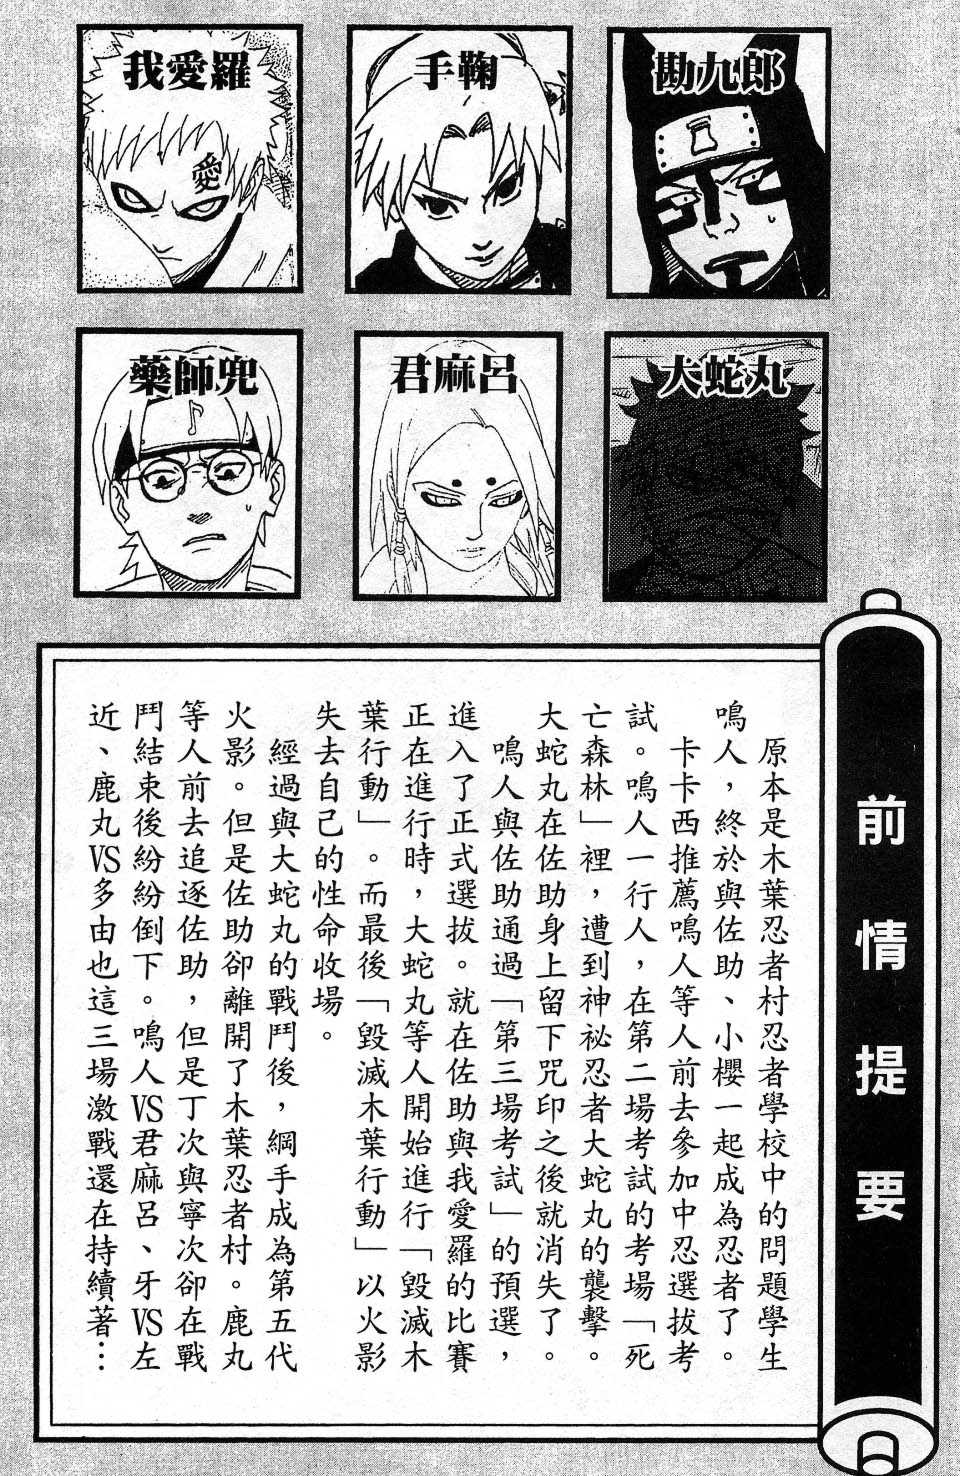 勘九郎
手鞠
我愛羅
愛
大蛇丸
君麻呂
藥師兜
前情提要
原本是木葉忍者村忍者學校中的問題學生
鳴人，終於與佐助、小櫻一起成為忍者了。
卡卡西推薦鳴人等人前去參加中忍選拔考
試。鳴人一行人，在第二場考試的考場「死
亡森林」裡，遭到神祕忍者大蛇丸的襲擊。
大蛇丸在佐助身上留下咒印之後就消失了。
鳴人與佐助通過「第三場考試」的預選，
進入了正式選拔。就在佐助與我愛羅的比賽
正在進行時，大蛇丸等人開始進行「毀滅木
葉行動」。而最後「毀滅木葉行動」以火影
失去自己的性命收場。
經過與大蛇丸的戰鬥後，綱手成為第五代
火影。但是佐助卻離開了木葉忍者村。鹿丸
等人前去追逐佐助，但是丁次與寧次卻在戰
鬥結束後紛紛倒下。鳴人VS君麻呂、牙VS左
近、鹿丸VS多由也這三場激戰還在持續著…